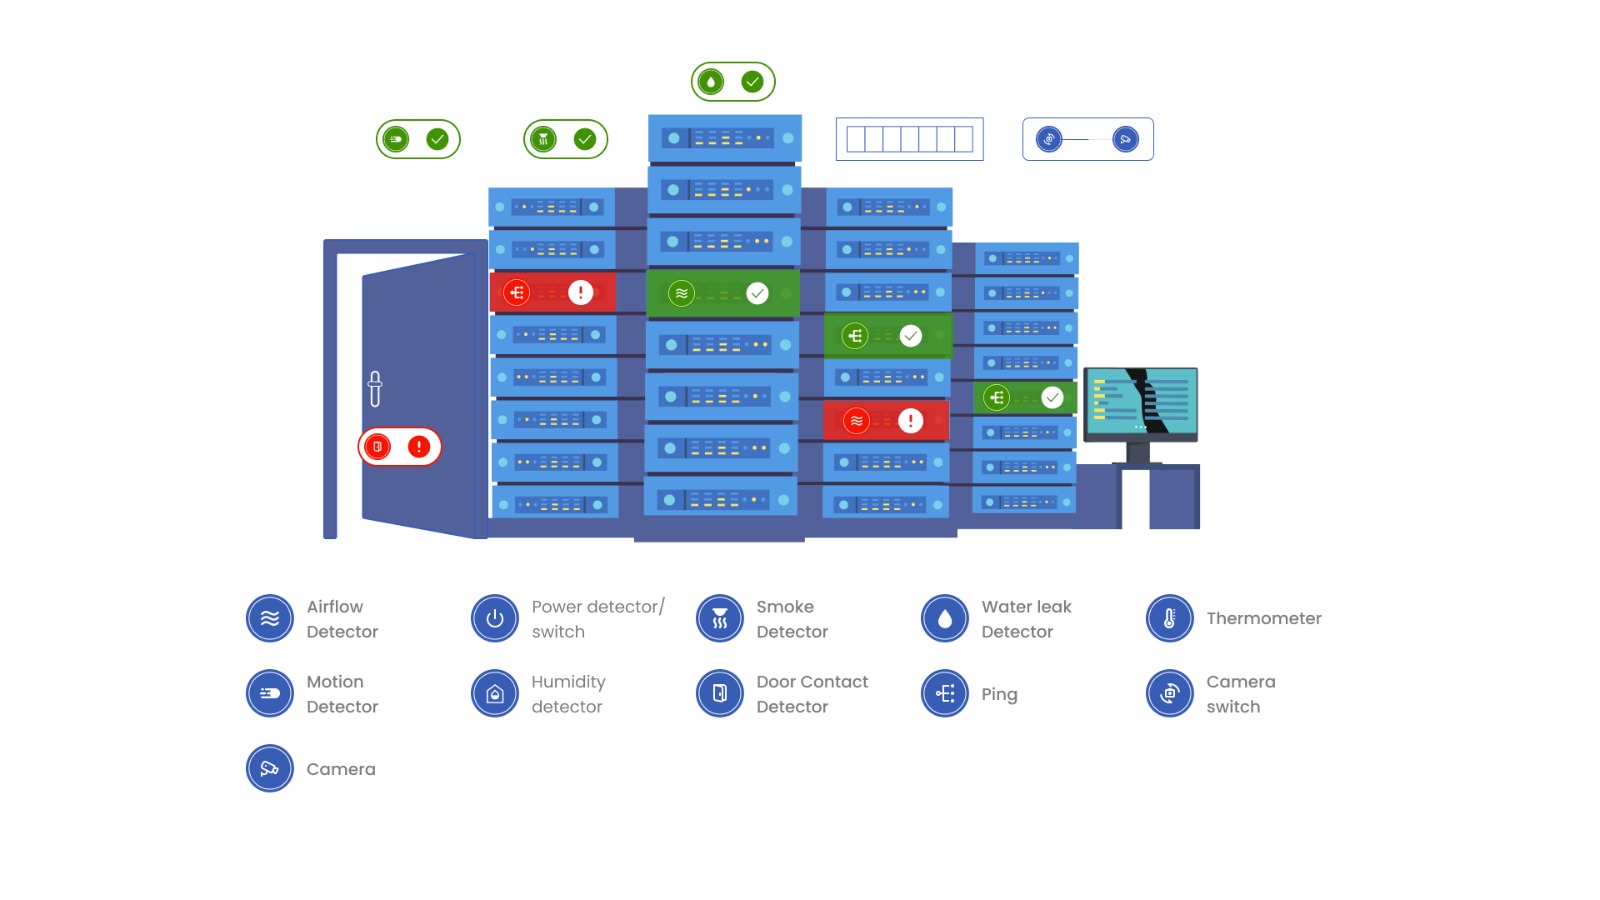 Airflow
Detector
Power detector/
switch
Smoke
Detector
Water leak
Detector
Thermometer
Motion
Detector
Humidity
detector
Door Contact
Detector
Ping
Camera
switch
Camera